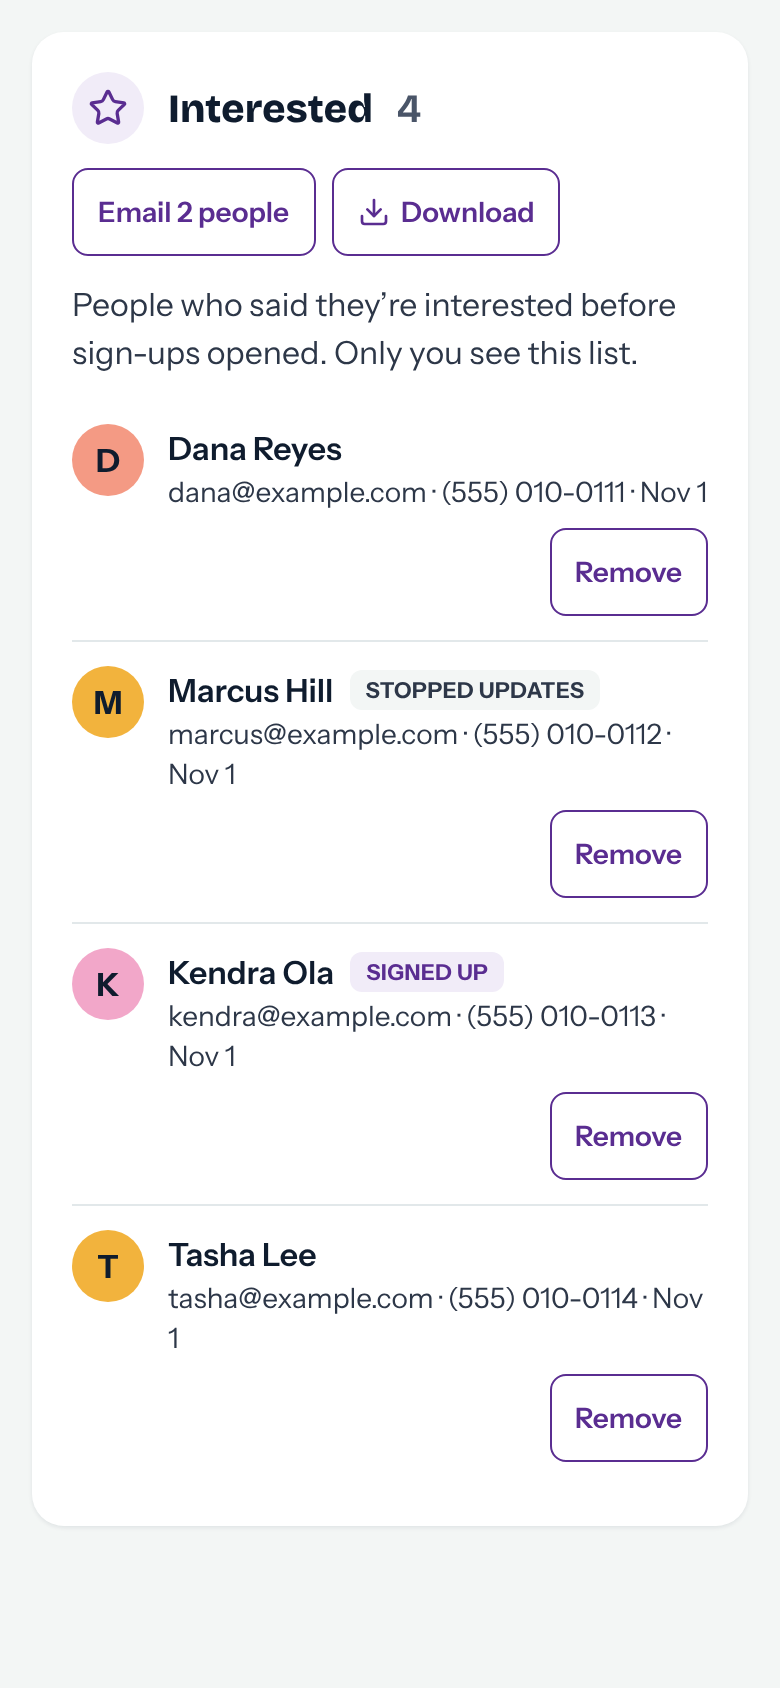 Interested 4
Email 2 people
Download
People who said they’re interested before
sign-ups opened. Only you see this list.
D
Dana Reyes
dana@example.com · (555) 010-0111 · Nov 1
Remove
M
Marcus Hill STOPPED UPDATES
marcus@example.com · (555) 010-0112 ·
Nov 1
Remove
K
Kendra Ola SIGNED UP
kendra@example.com · (555) 010-0113 ·
Nov 1
Remove
T
Tasha Lee
tasha@example.com · (555) 010-0114 · Nov
1
Remove